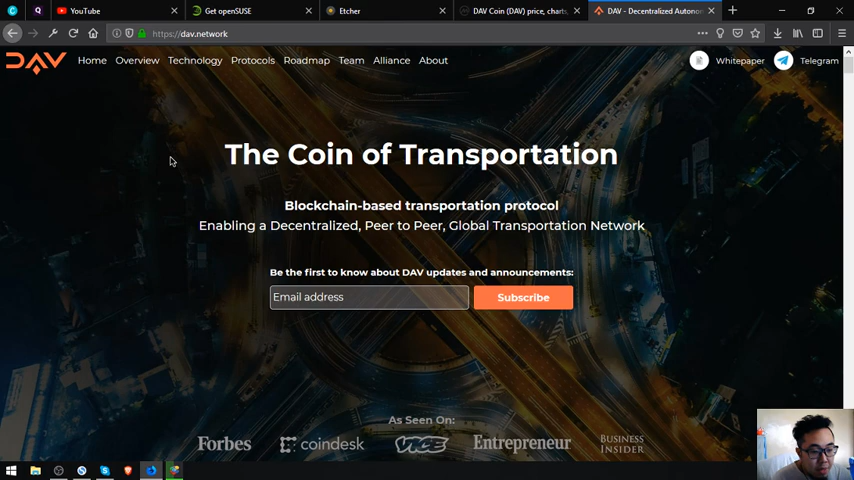 YouTube
Get openSUSE
Etcher
DAV Coin (DAV) price, charts,
DAV - Decentralized Autono
https://dav.network
DAV
Home
Overview
Technology
Protocols
Roadmap
Team
Alliance
About
Whitepaper
Telegram
The Coin of Transportation
Blockchain-based transportation protocol
Enabling a Decentralized, Peer to Peer, Global Transportation Network
Be the first to know about DAV updates and announcements:
Email address
Subscribe
As Seen On:
Forbes
coindesk
VICE
Entrepreneur
BUSINESS
INSIDER